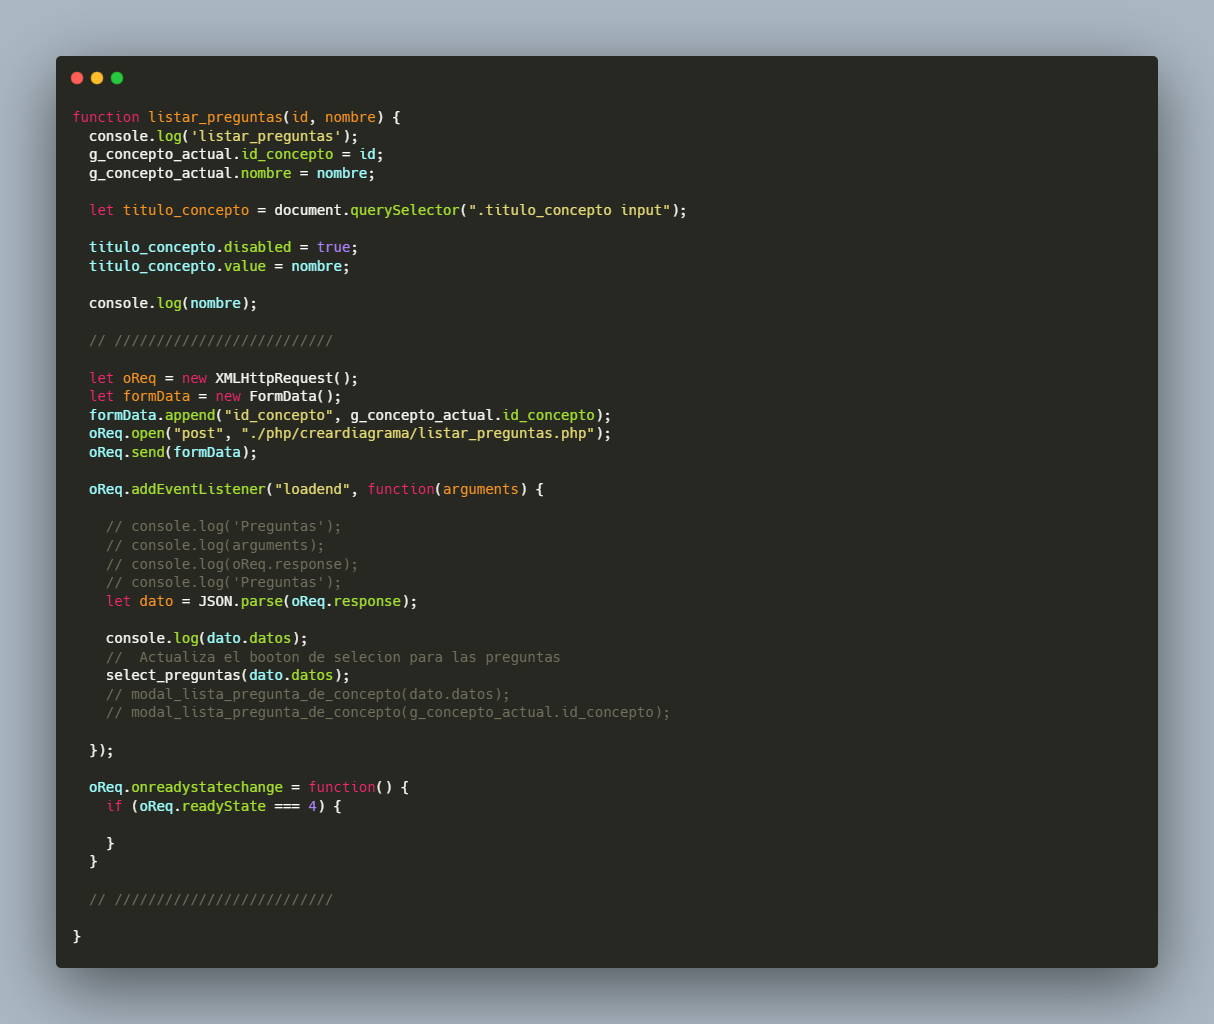 function listar_preguntas(id, nombre) {
  console.log('listar_preguntas');
  g_concepto_actual.id_concepto = id;
  g_concepto_actual.nombre = nombre;

  let titulo_concepto = document.querySelector(".titulo_concepto input");

  titulo_concepto.disabled = true;
  titulo_concepto.value = nombre;

  console.log(nombre);

  // //////////////////////////

  let oReq = new XMLHttpRequest();
  let formData = new FormData();
  formData.append("id_concepto", g_concepto_actual.id_concepto);
  oReq.open("post", "./php/creardiagrama/listar_preguntas.php");
  oReq.send(formData);

  oReq.addEventListener("loadend", function(arguments) {

    // console.log('Preguntas');
    // console.log(arguments);
    // console.log(oReq.response);
    // console.log('Preguntas');
    let dato = JSON.parse(oReq.response);

    console.log(dato.datos);
    //  Actualiza el booton de selecion para las preguntas
    select_preguntas(dato.datos);
    // modal_lista_pregunta_de_concepto(dato.datos);
    // modal_lista_pregunta_de_concepto(g_concepto_actual.id_concepto);

  });

  oReq.onreadystatechange = function() {
    if (oReq.readyState === 4) {

    }
  }

  // //////////////////////////

}